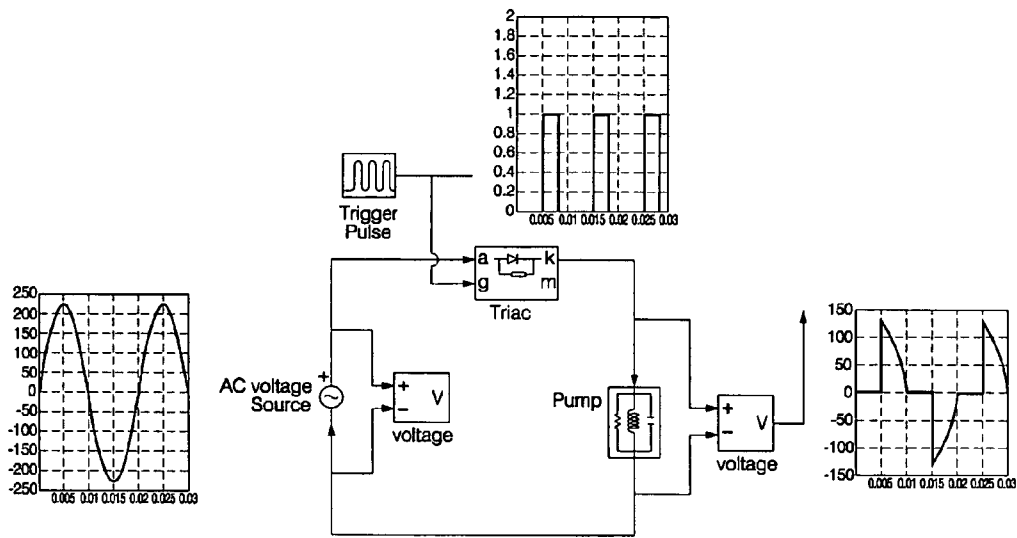 2
1.8
1.6
1.4
1.2
1
0.8
0.6
0.4
0.2
0
0.005 0.01 0.015 0.02 0.025 0.03
Trigger
Pulse
a k
g m
Triac
250
200
150
100
50
0
-50
-100
-150
-200
-250
0.005 0.01 0.015 0.02 0.025 0.03
+
AC voltage
Source
~
+
−
V
voltage
Pump
+
−
V
voltage
150
100
50
0
-50
-100
-150
0.005 0.01 0.015 0.02 0.025 0.03